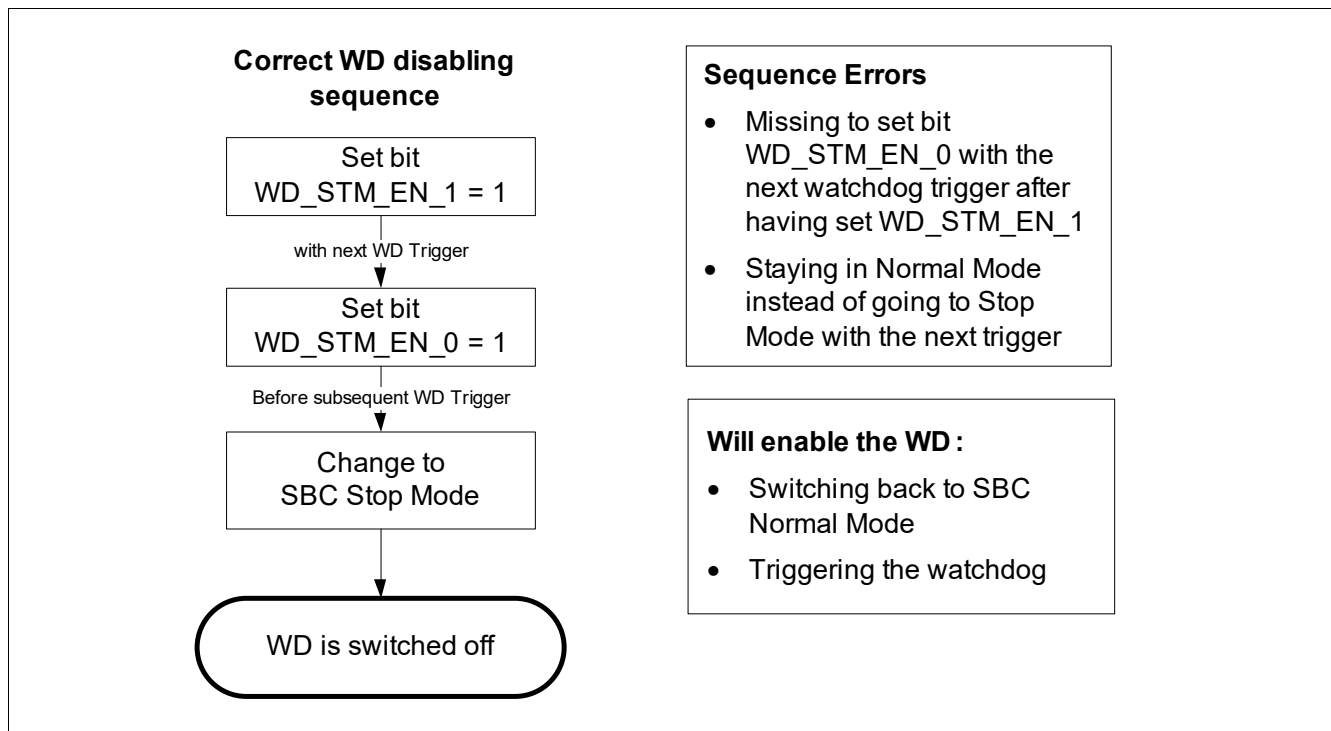 Correct WD disabling
sequence
Set bit
WD_STM_EN_1 = 1
with next WD Trigger
Set bit
WD_STM_EN_0 = 1
Before subsequent WD Trigger
Change to
SBC Stop Mode
WD is switched off
Sequence Errors
• Missing to set bit
WD_STM_EN_0 with the
next watchdog trigger after
having set WD_STM_EN_1
• Staying in Normal Mode
instead of going to Stop
Mode with the next trigger
Will enable the WD :
• Switching back to SBC
Normal Mode
• Triggering the watchdog